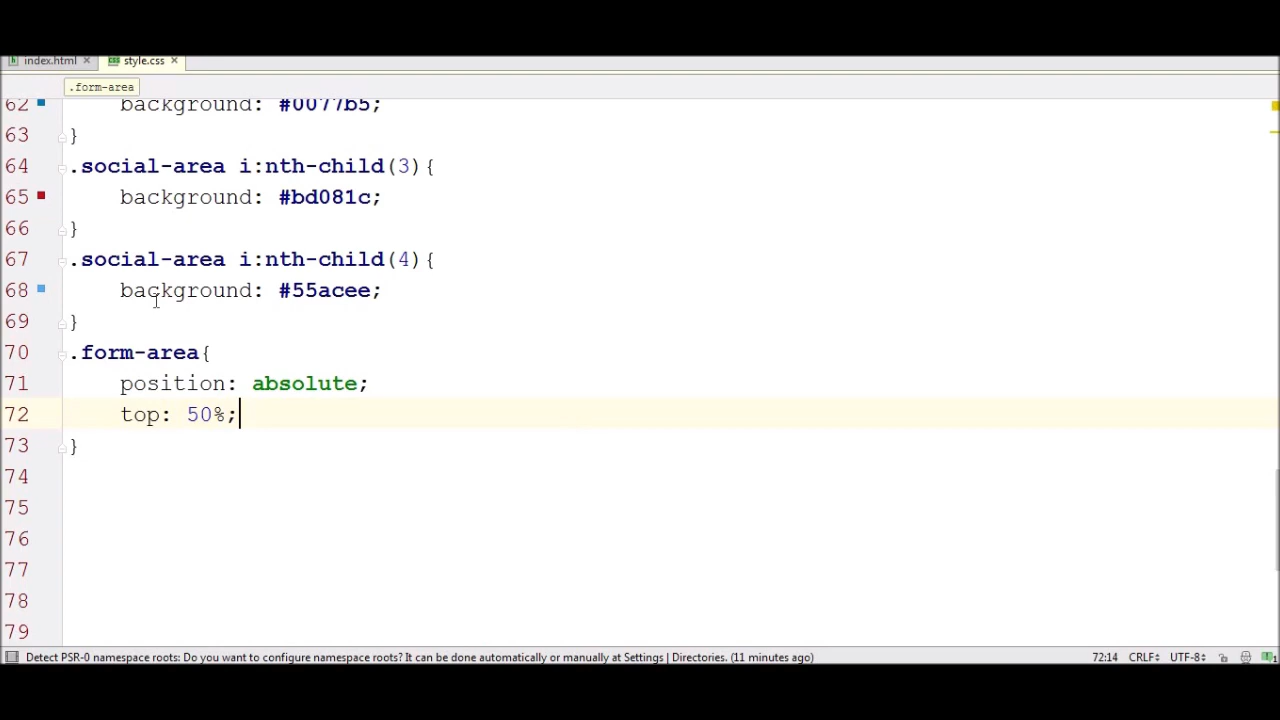 index.html
style.css
.form-area
62 background: #0077b5;
63 }
64 .social-area i:nth-child(3){
65 background: #bd081c;
66 }
67 .social-area i:nth-child(4){
68 background: #55acee;
69 }
70 .form-area{
71 position: absolute;
72 top: 50%;
73 }
74
75
76
77
78
79
Detect PSR-0 namespace roots: Do you want to configure namespace roots? It can be done automatically or manually at Settings | Directories. (11 minutes ago) 72:14 CRLF UTF-8 1